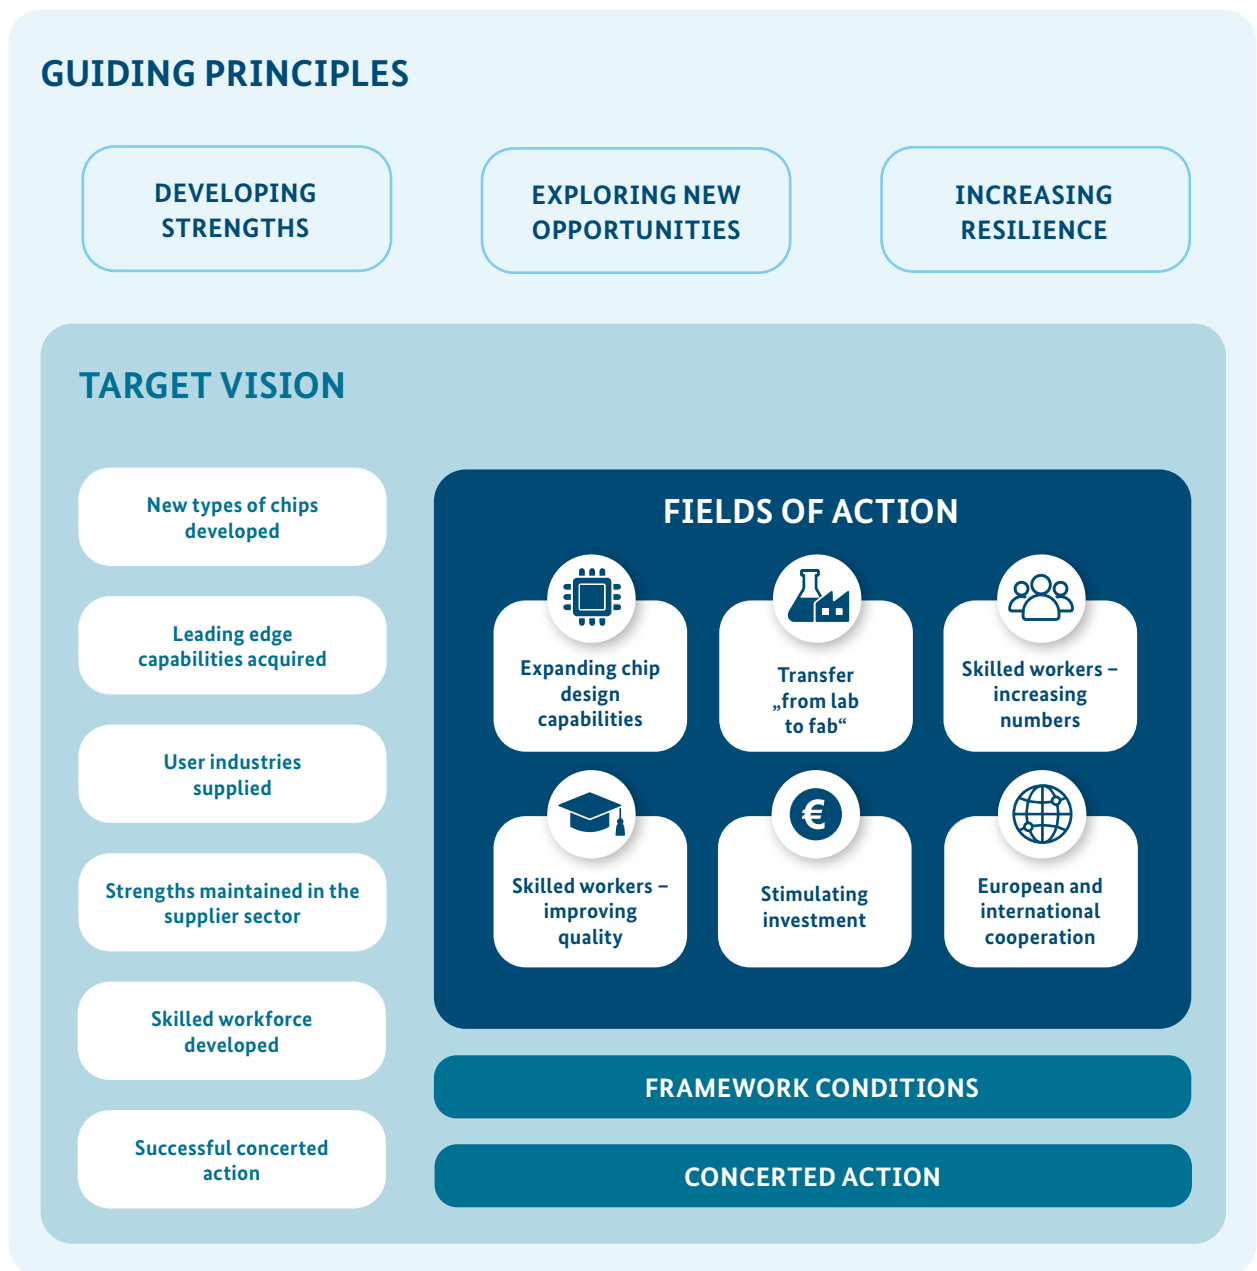 GUIDING PRINCIPLES
DEVELOPING
STRENGTHS
EXPLORING NEW
OPPORTUNITIES
INCREASING
RESILIENCE
TARGET VISION
New types of chips
developed
Leading edge
capabilities acquired
User industries
supplied
Strengths maintained in the
supplier sector
Skilled workforce
developed
Successful concerted
action
FIELDS OF ACTION
Expanding chip
design
capabilities
Transfer
„from lab
to fab“
Skilled workers –
increasing
numbers
Skilled workers –
improving
quality
€
Stimulating
investment
European and
international
cooperation
FRAMEWORK CONDITIONS
CONCERTED ACTION